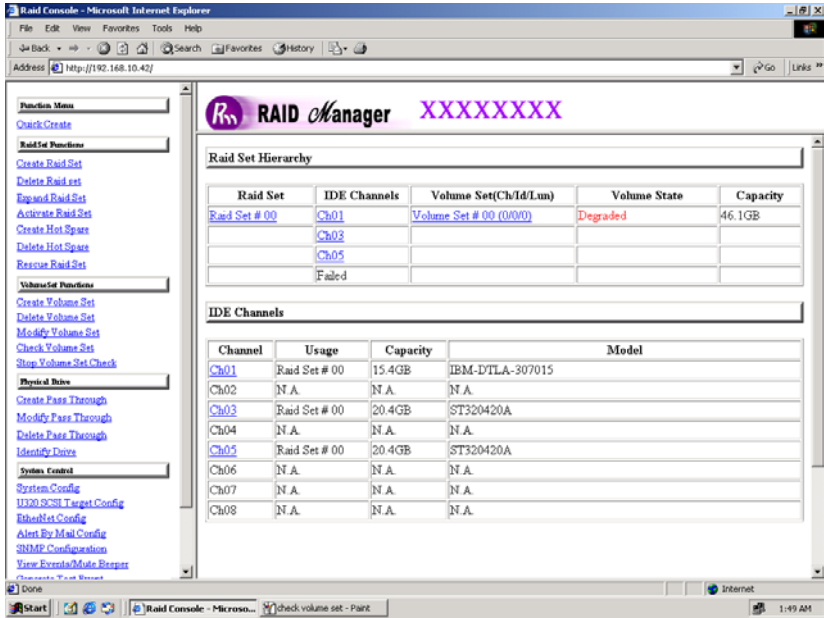 Raid Console - Microsoft Internet Explorer
File Edit View Favorites Tools Help
Back Search Favorites History
Address http://192.168.10.42/ Go Links »
Function Menu
Quick Create
RaidSet Functions
Create Raid Set
Delete Raid set
Expand Raid Set
Activate Raid Set
Create Hot Spare
Delete Hot Spare
Rescue Raid Set
VolumeSet Functions
Create Volume Set
Delete Volume Set
Modify Volume Set
Check Volume Set
Stop Volume Set Check
Physical Drive
Create Pass Through
Modify Pass Through
Delete Pass Through
Identify Drive
System Control
System Config
U320 SCSI Target Config
EtherNet Config
Alert By Mail Config
SNMP Configuration
View Events/Mute Beeper
Generate Test Event
Rm RAID Manager XXXXXXXX
Raid Set Hierarchy
Raid Set IDE Channels Volume Set(Ch/Id/Lun) Volume State Capacity
Raid Set # 00 Ch01 Volume Set # 00 (0/0/0) Degraded 46.1GB
Ch03
Ch05
Failed
IDE Channels
Channel Usage Capacity Model
Ch01 Raid Set # 00 15.4GB IBM-DTLA-307015
Ch02 N.A. N.A. N.A.
Ch03 Raid Set # 00 20.4GB ST320420A
Ch04 N.A. N.A. N.A.
Ch05 Raid Set # 00 20.4GB ST320420A
Ch06 N.A. N.A. N.A.
Ch07 N.A. N.A. N.A.
Ch08 N.A. N.A. N.A.
Done Internet
Start Raid Console - Microso... check volume set - Paint 1:49 AM